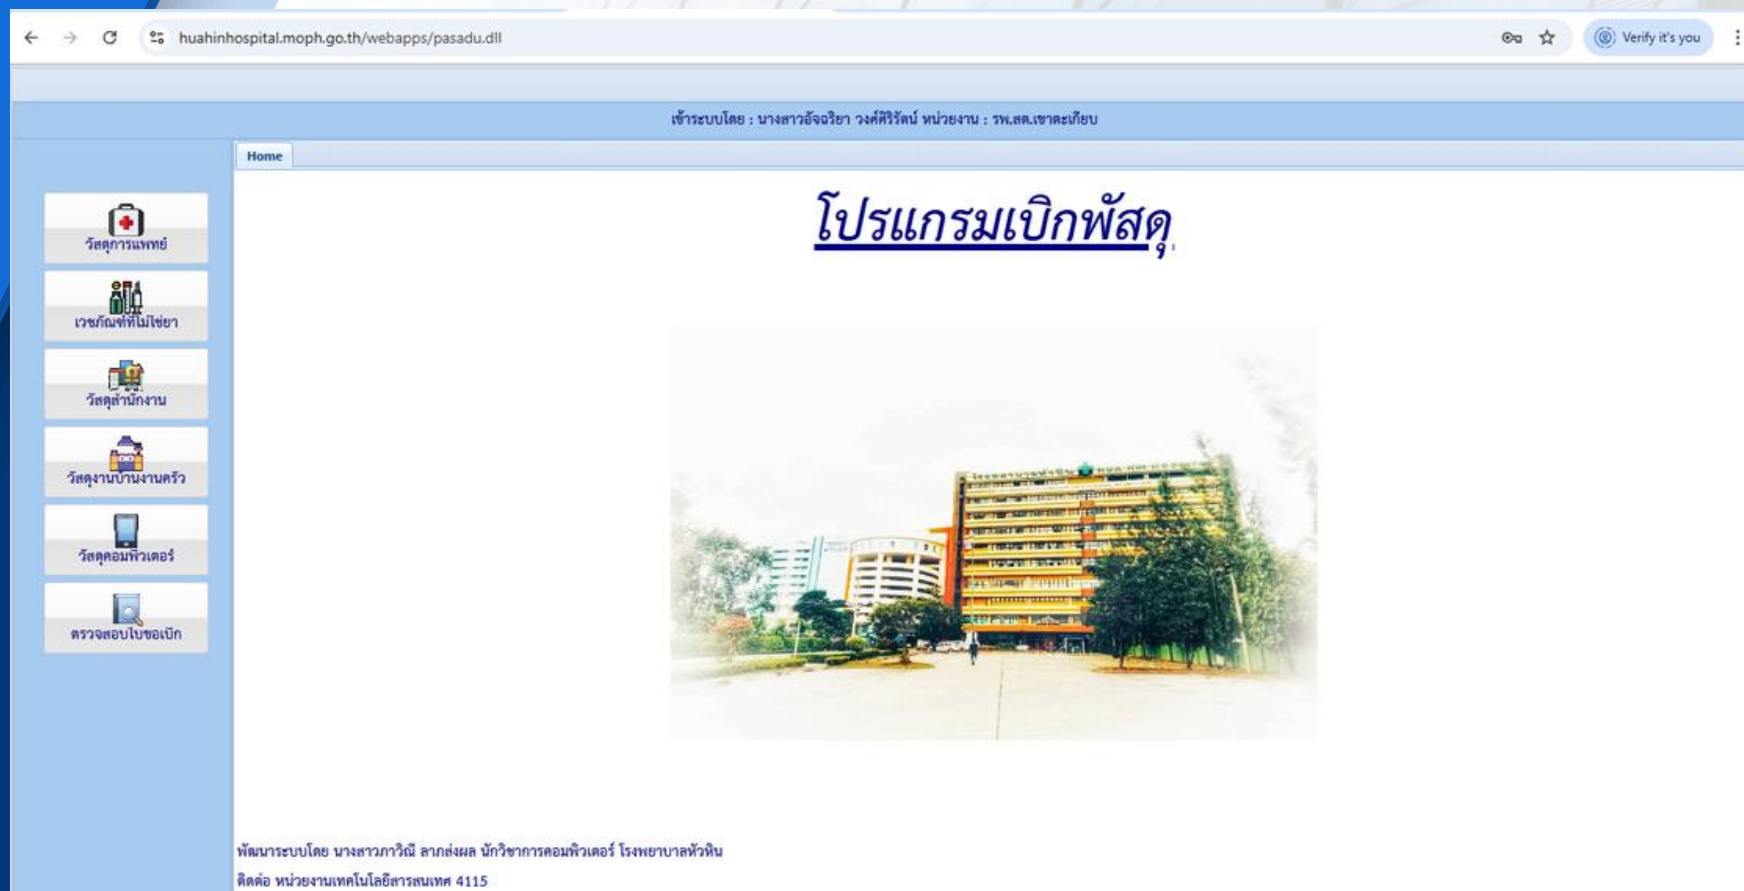 huahinhospital.moph.go.th/webapps/pasadu.dll
Verify it's you
เข้าระบบโดย : นางสาวอัจฉริยา วงศ์ศิริรัตน์ หน่วยงาน : รพ.สต.เขาตะเกียบ
Home
โปรแกรมเบิกพัสดุ
วัสดุการแพทย์
เวชภัณฑ์ที่ไม่ใช่ยา
วัสดุสำนักงาน
วัสดุงานบ้านงานครัว
วัสดุคอมพิวเตอร์
ตรวจสอบใบขอเบิก
พัฒนาระบบโดย นางสาวภาวิณี ลาภส่งผล นักวิชาการคอมพิวเตอร์ โรงพยาบาลหัวหิน
ติดต่อ หน่วยงานเทคโนโลยีสารสนเทศ 4115